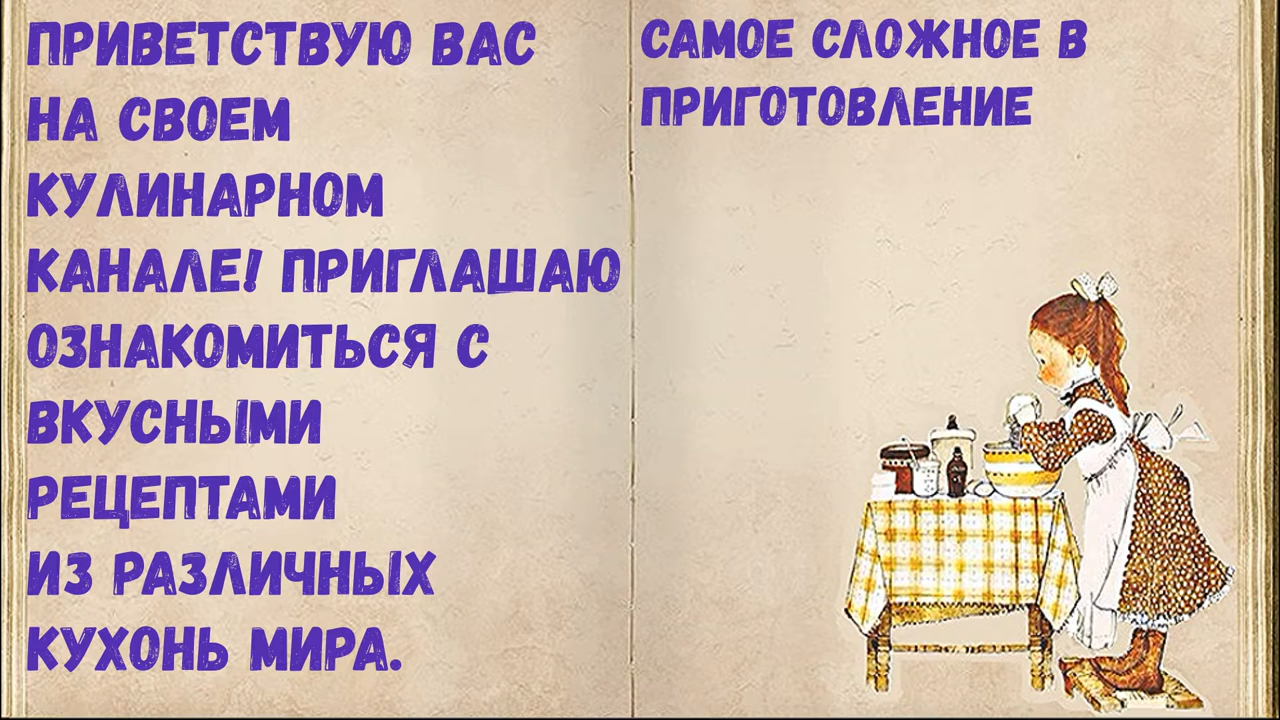 ПРИВЕТСТВУЮ ВАС
НА СВОЕМ
КУЛИНАРНОМ
КАНАЛЕ! ПРИГЛАШАЮ
ОЗНАКОМИТЬСЯ С
ВКУСНЫМИ
РЕЦЕПТАМИ
ИЗ РАЗЛИЧНЫХ
КУХОНЬ МИРА.
САМОЕ СЛОЖНОЕ В
ПРИГОТОВЛЕНИЕ